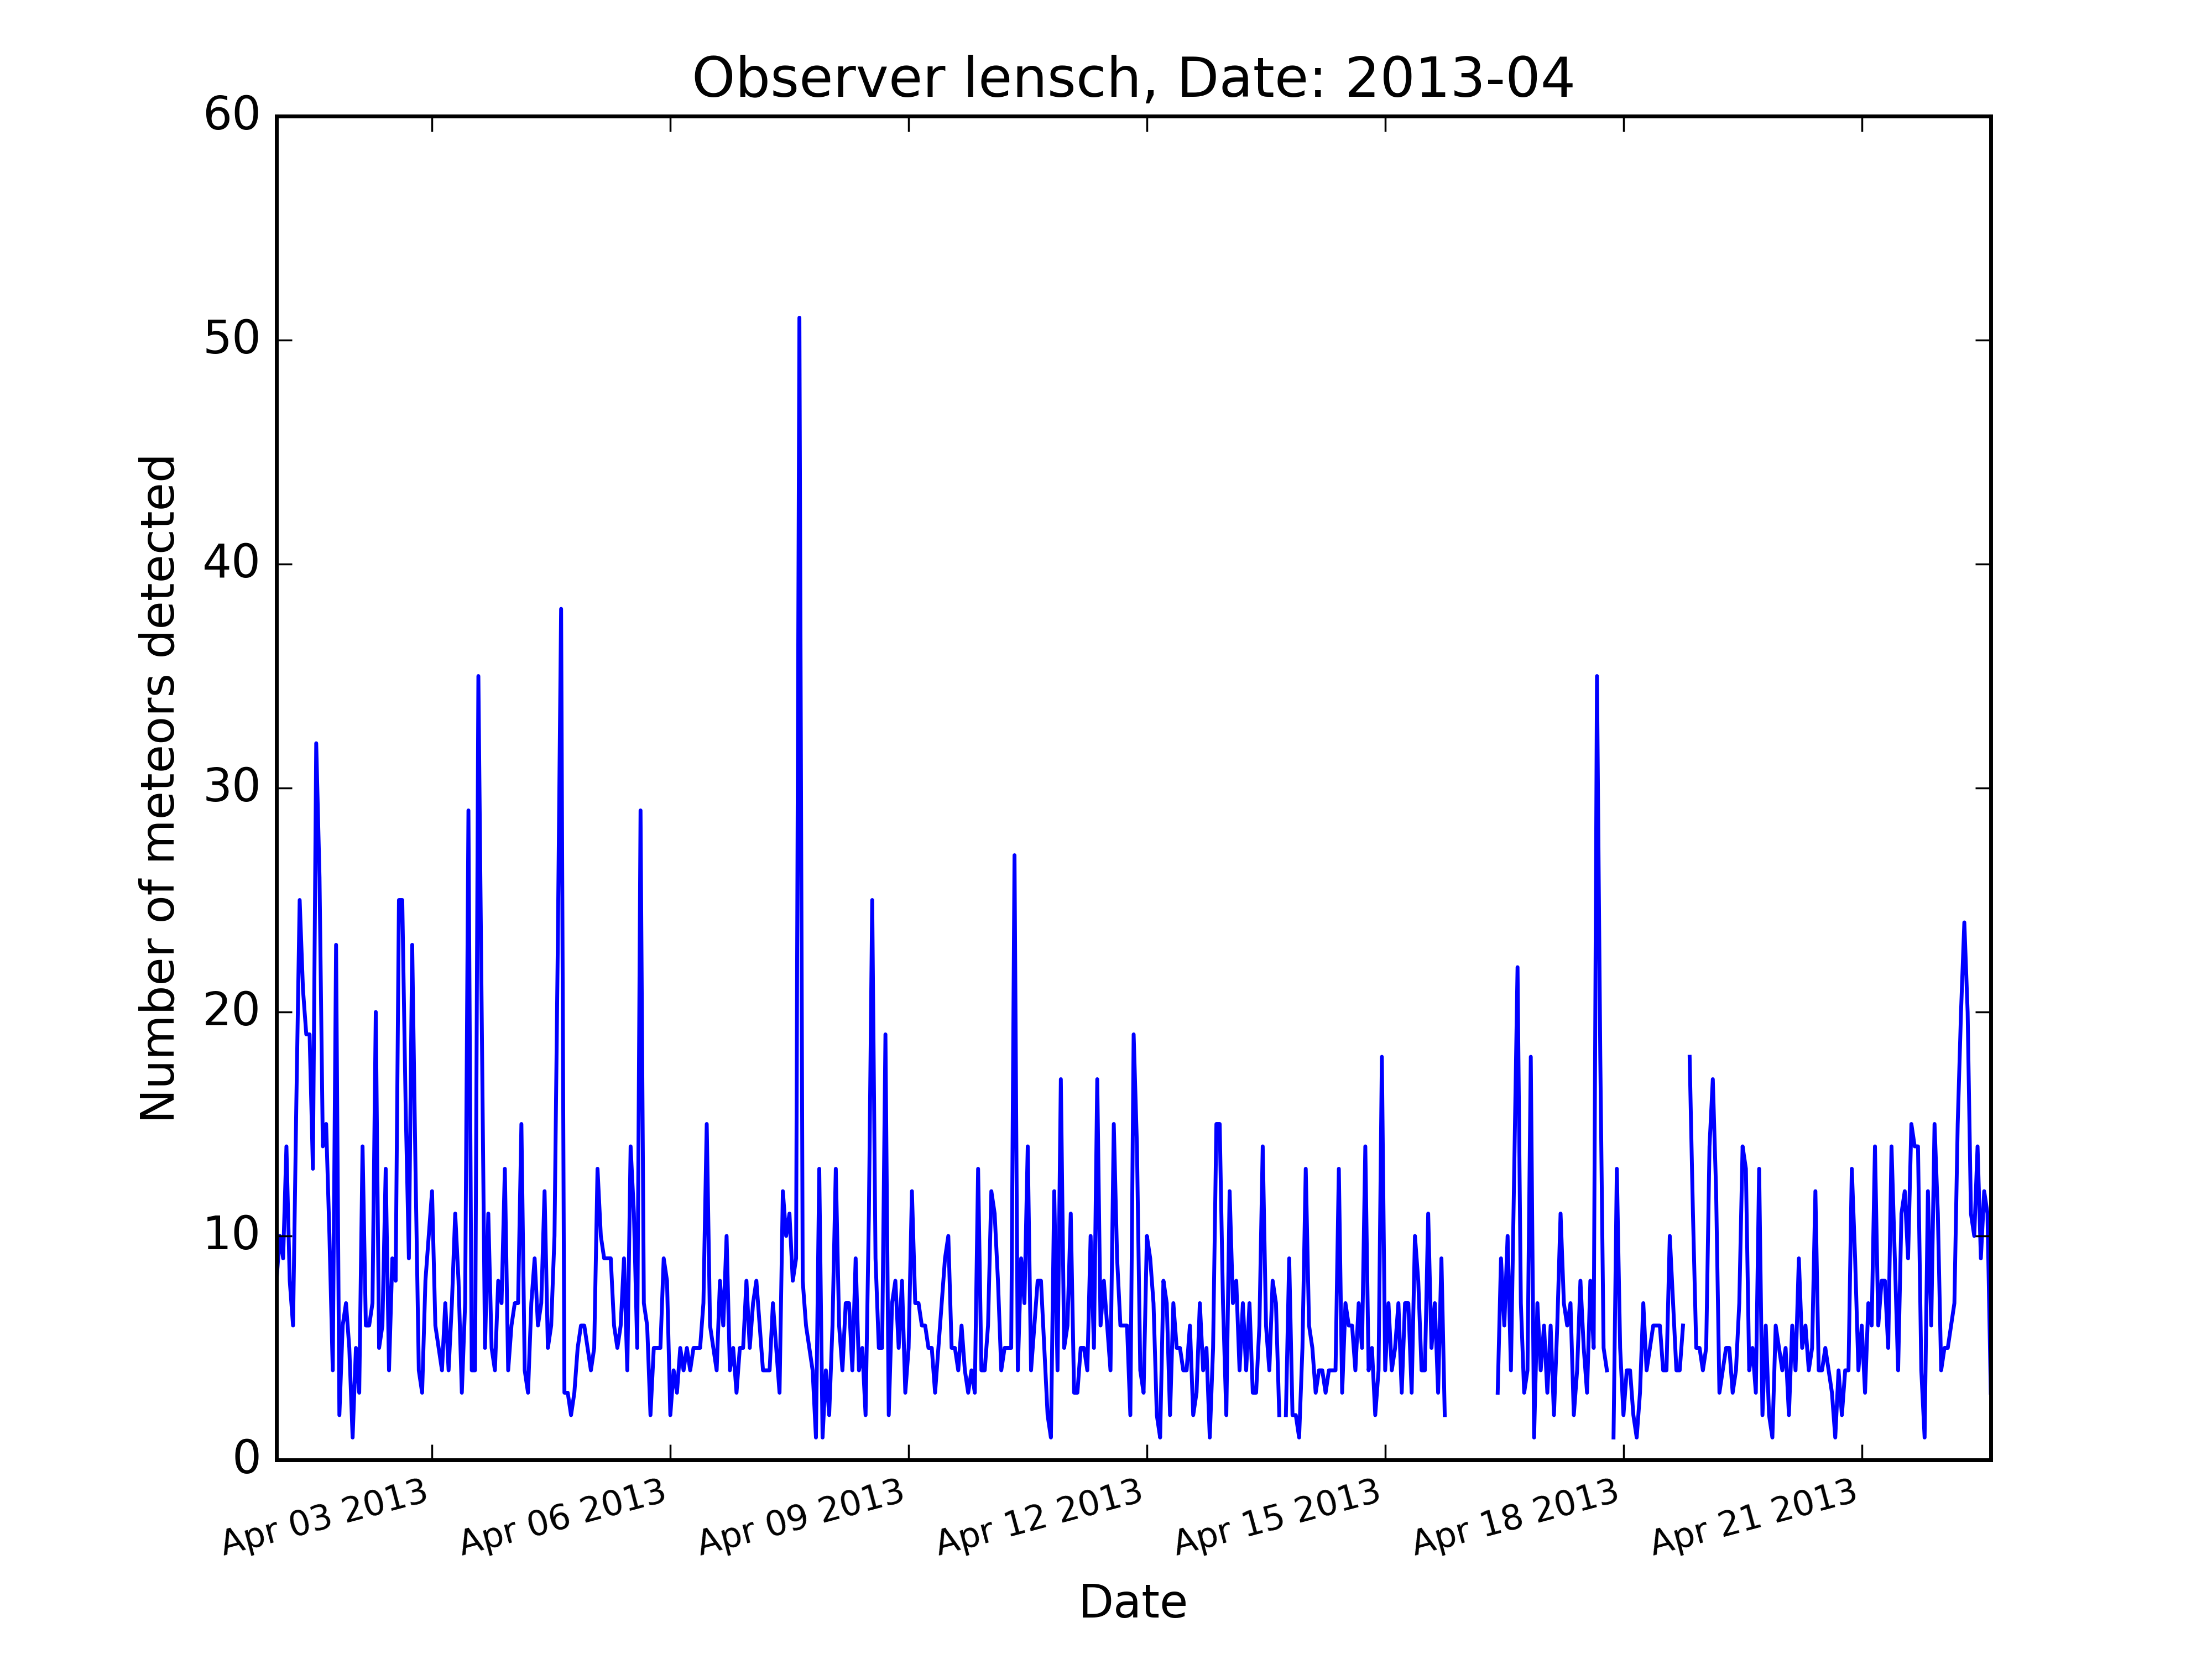 Observer lensch, Date: 2013-04
60
50
40
30
20
10
0
Number of meteors detected
Apr 03 2013
Apr 06 2013
Apr 09 2013
Apr 12 2013
Apr 15 2013
Apr 18 2013
Apr 21 2013
Date